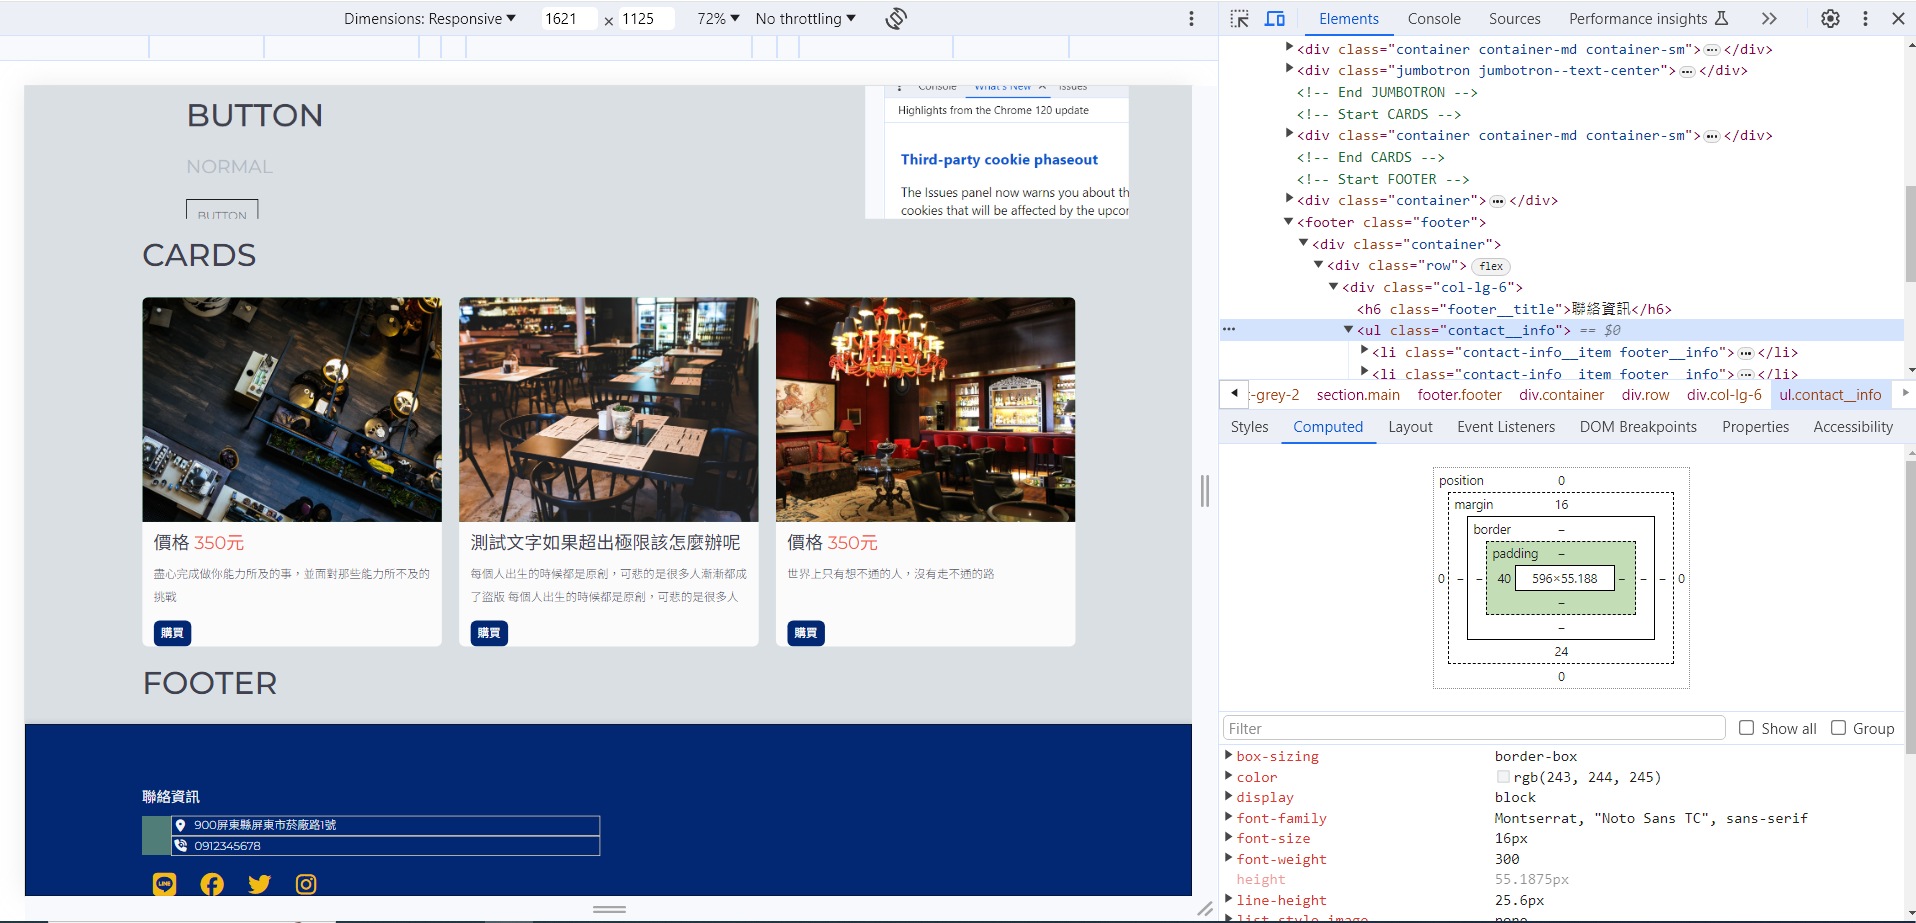 Dimensions: Responsive 1621 × 1125 72% No throttling
Elements Console Sources Performance insights
BUTTON
NORMAL
BUTTON
Console What's New Issues
Highlights from the Chrome 120 update
Third-party cookie phaseout
The Issues panel now warns you about th
cookies that will be affected by the upcor
CARDS
價格 350元
盡心完成做你能力所及的事，並面對那些能力所不及的
挑戰
購買
測試文字如果超出極限該怎麼辦呢
每個人出生的時候都是原創，可悲的是很多人漸漸都成
了盜版 每個人出生的時候都是原創，可悲的是很多人
購買
價格 350元
世界上只有想不通的人，沒有走不通的路
購買
FOOTER
聯絡資訊
900屏東縣屏東市菸廠路1號
0912345678
LINE
<div class="container container-md container-sm">…</div>
<div class="jumbotron jumbotron--text-center">…</div>
<!-- End JUMBOTRON -->
<!-- Start CARDS -->
<div class="container container-md container-sm">…</div>
<!-- End CARDS -->
<!-- Start FOOTER -->
<div class="container">…</div>
<footer class="footer">
<div class="container">
<div class="row"> flex
<div class="col-lg-6">
<h6 class="footer__title">聯絡資訊</h6>
<ul class="contact__info"> == $0
<li class="contact-info__item footer__info">…</li>
<li class="contact-info__item footer__info">…</li>
t-grey-2 section.main footer.footer div.container div.row div.col-lg-6 ul.contact__info
Styles Computed Layout Event Listeners DOM Breakpoints Properties Accessibility
position 0
margin 16
border –
padding –
0 – – 40 596×55.188 – – – 0
–
–
24
0
Filter Show all Group
box-sizing border-box
color rgb(243, 244, 245)
display block
font-family Montserrat, "Noto Sans TC", sans-serif
font-size 16px
font-weight 300
height 55.1875px
line-height 25.6px
list-style-image none